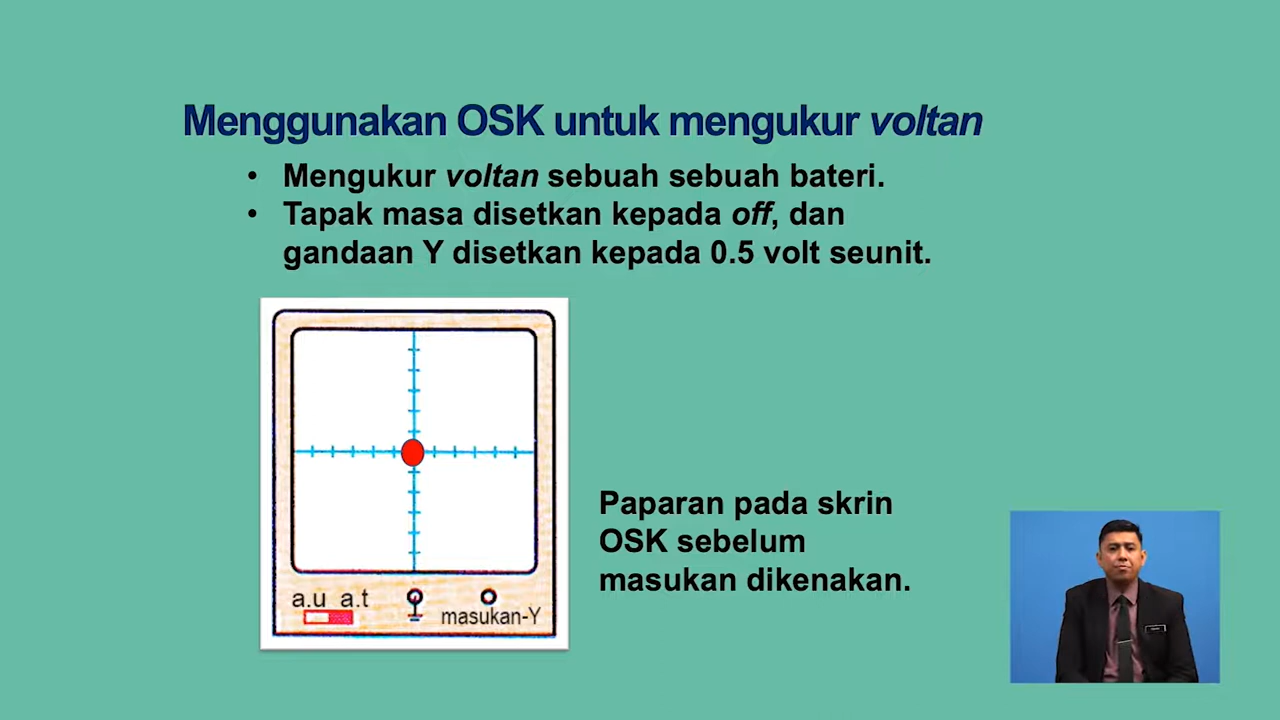 Menggunakan OSK untuk mengukur voltan
• Mengukur voltan sebuah sebuah bateri.
• Tapak masa disetkan kepada off, dan
gandaan Y disetkan kepada 0.5 volt seunit.
Paparan pada skrin
OSK sebelum
masukan dikenakan.
a.u a.t
masukan-Y